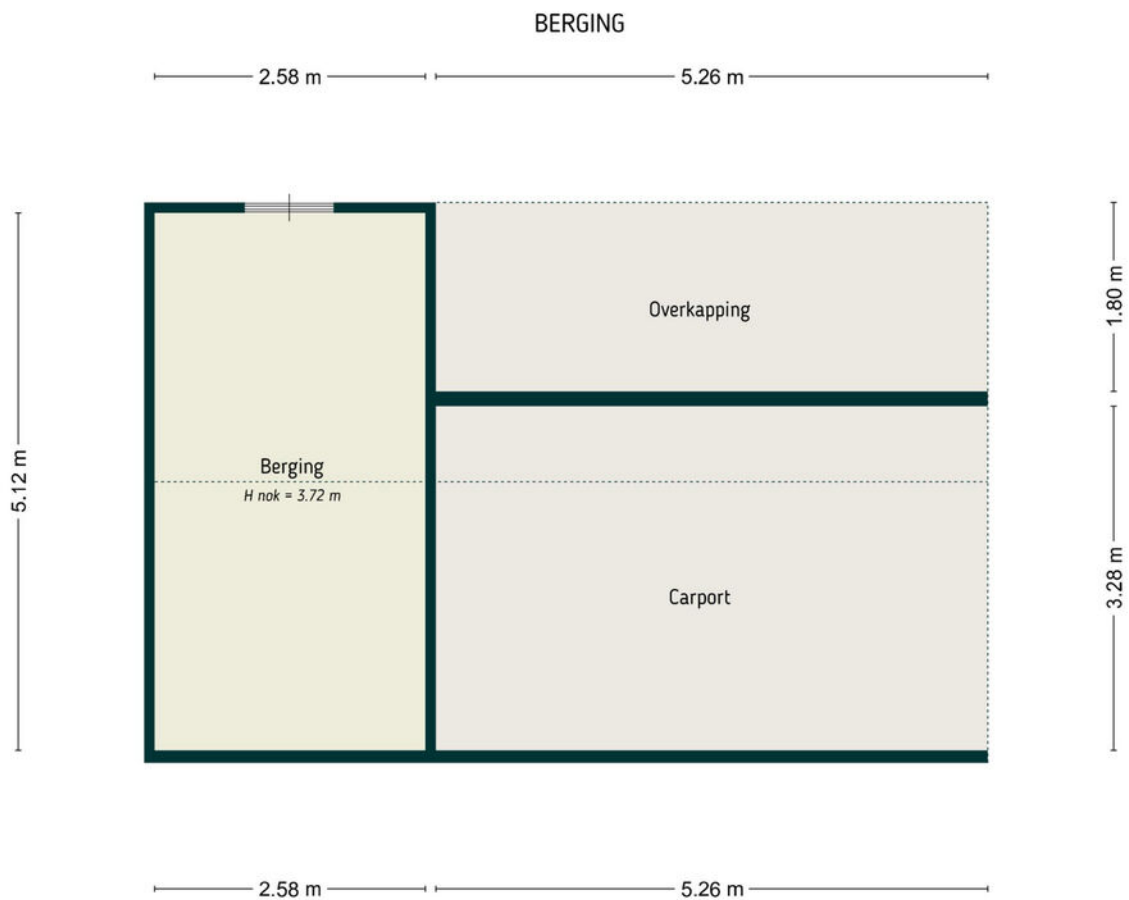 BERGING
2.58 m
5.26 m
Overkapping
1.80 m
Berging
H nok = 3.72 m
5.12 m
Carport
3.28 m
2.58 m
5.26 m